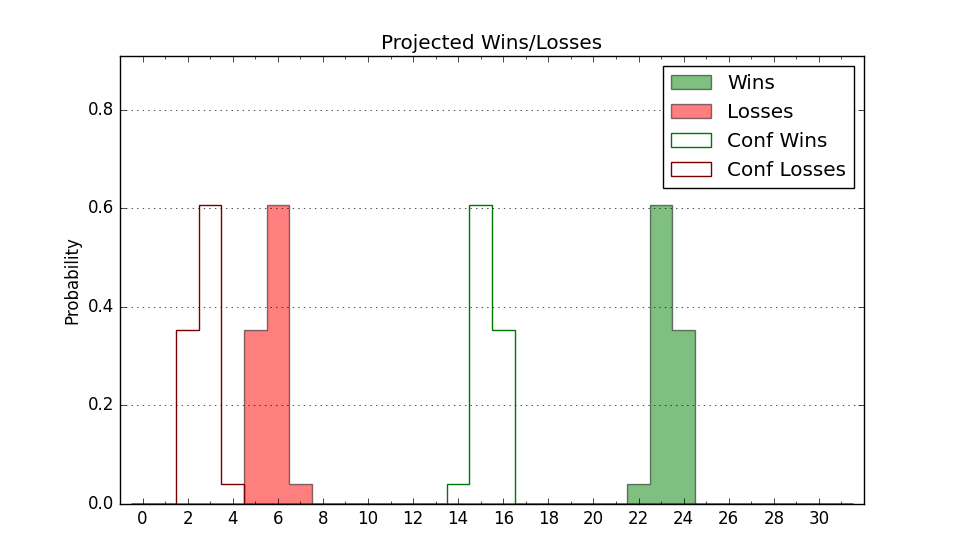 Projected Wins/Losses
Wins
Losses
Conf Wins
Conf Losses
Probability
0.8
0.6
0.4
0.2
0.0
0 2 4 6 8 10 12 14 16 18 20 22 24 26 28 30